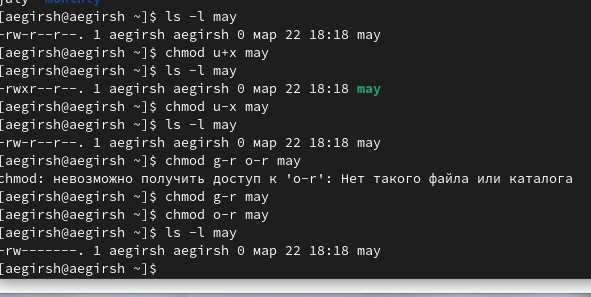 july monthly
[aegirsh@aegirsh ~]$ ls -l may
-rw-r--r--. 1 aegirsh aegirsh 0 мар 22 18:18 may
[aegirsh@aegirsh ~]$ chmod u+x may
[aegirsh@aegirsh ~]$ ls -l may
-rwxr--r--. 1 aegirsh aegirsh 0 мар 22 18:18 may
[aegirsh@aegirsh ~]$ chmod u-x may
[aegirsh@aegirsh ~]$ ls -l may
-rw-r--r--. 1 aegirsh aegirsh 0 мар 22 18:18 may
[aegirsh@aegirsh ~]$ chmod g-r o-r may
chmod: невозможно получить доступ к 'o-r': Нет такого файла или каталога
[aegirsh@aegirsh ~]$ chmod g-r may
[aegirsh@aegirsh ~]$ chmod o-r may
[aegirsh@aegirsh ~]$ ls -l may
-rw-------. 1 aegirsh aegirsh 0 мар 22 18:18 may
[aegirsh@aegirsh ~]$